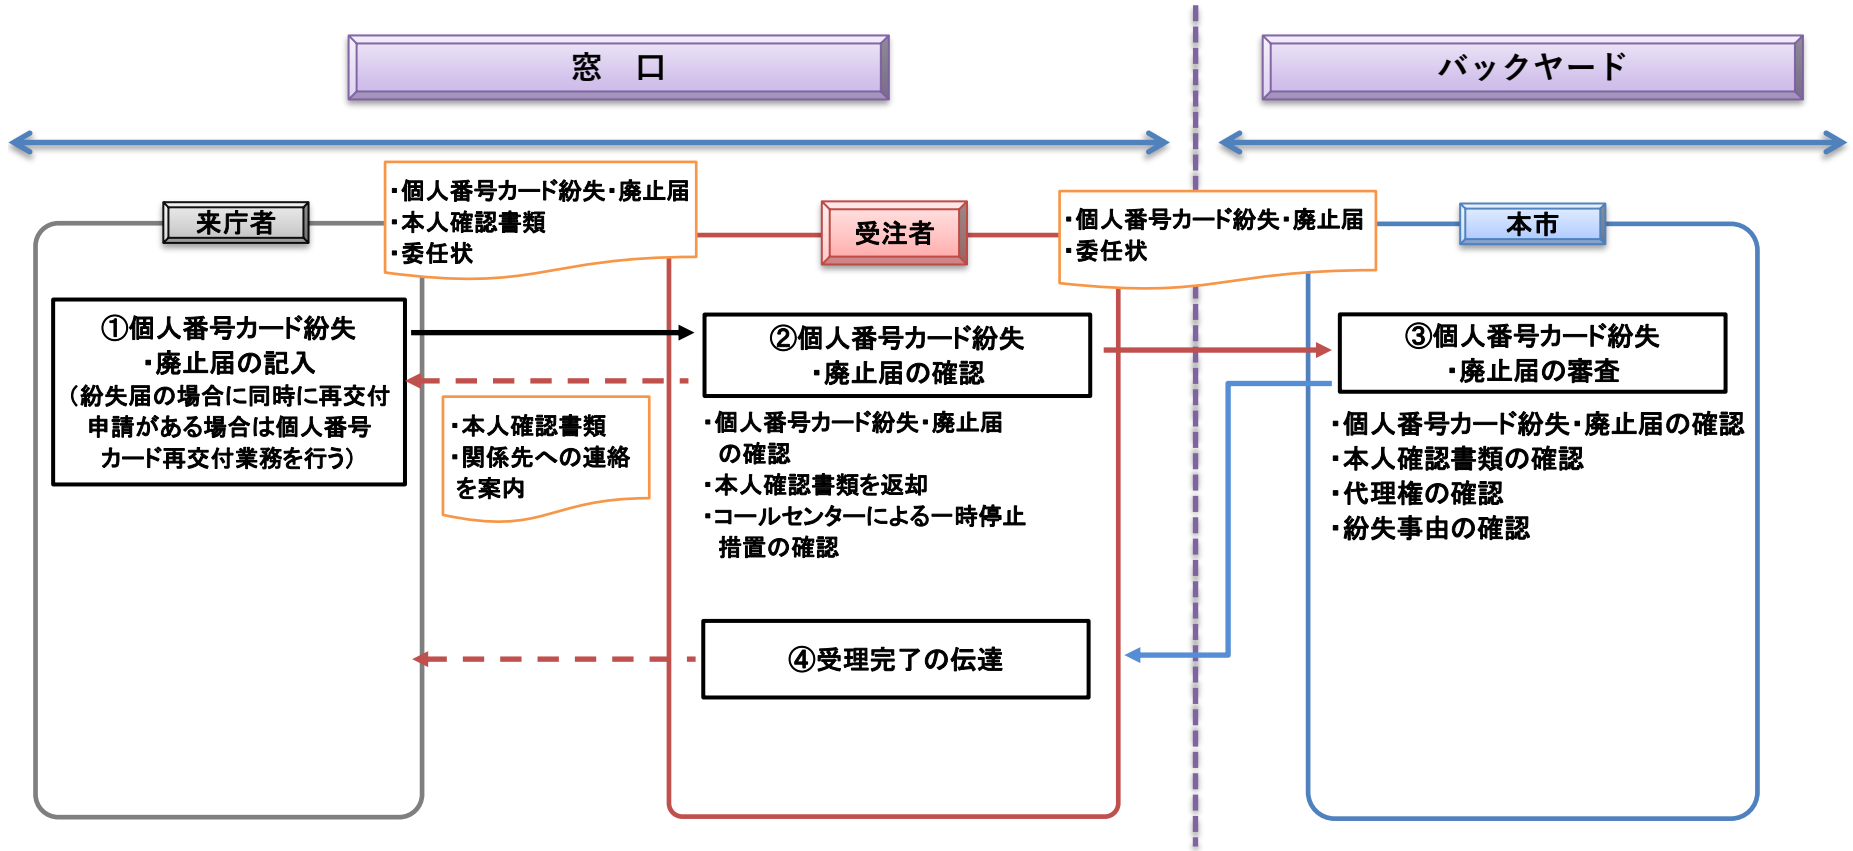 窓　口
バックヤード
・個人番号カード紛失・廃止届
・本人確認書類
・委任状
・個人番号カード紛失・廃止届
・委任状
来庁者
受注者
本市
①個人番号カード紛失
・廃止届の記入
（紛失届の場合に同時に再交付
申請がある場合は個人番号
カード再交付業務を行う）
・本人確認書類
・関係先への連絡
を案内
②個人番号カード紛失
・廃止届の確認
・個人番号カード紛失・廃止届
の確認
・本人確認書類を返却
・コールセンターによる一時停止
措置の確認
④受理完了の伝達
③個人番号カード紛失
・廃止届の審査
・個人番号カード紛失・廃止届の確認
・本人確認書類の確認
・代理権の確認
・紛失事由の確認